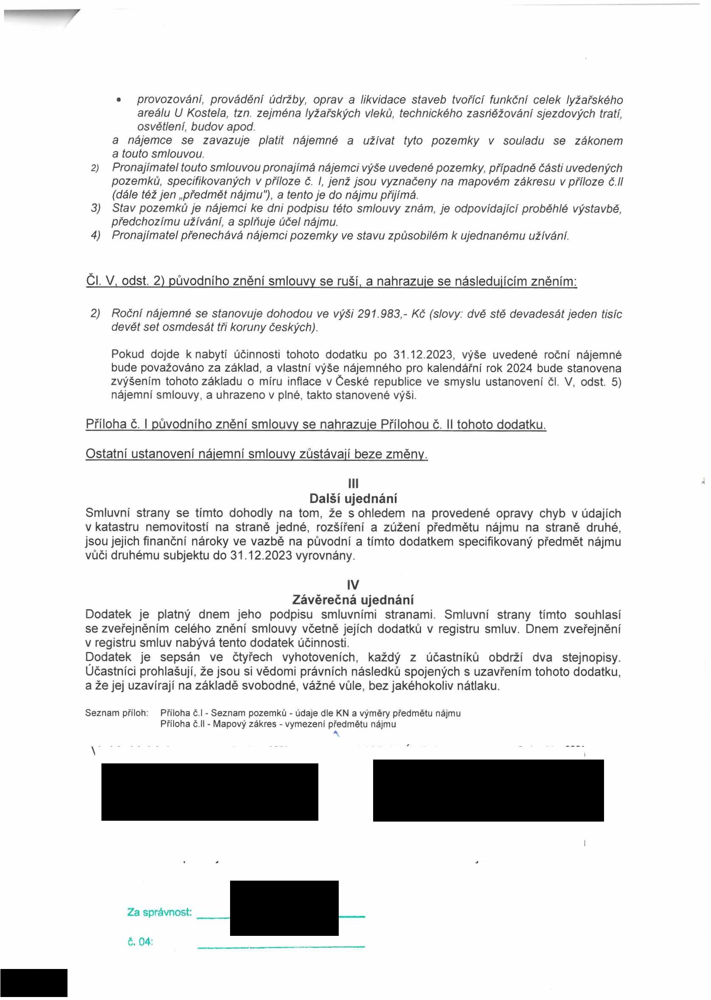 • provozování, provádění údržby, oprav a likvidace staveb tvořící funkční celek lyžařského
areálu U Kostela, tzn. zejména lyžařských vleků, technického zasněžování sjezdových tratí,
osvětlení, budov apod.
a nájemce se zavazuje platit nájemné a užívat tyto pozemky v souladu se zákonem
a touto smlouvou.
2) Pronajímatel touto smlouvou pronajímá nájemci výše uvedené pozemky, případně části uvedených
pozemků, specifikovaných v příloze č. I, jenž jsou vyznačeny na mapovém zákresu v příloze č.II
(dále též jen „předmět nájmu"), a tento je do nájmu přijímá.
3) Stav pozemků je nájemci ke dni podpisu této smlouvy znám, je odpovídající proběhlé výstavbě,
předchozímu užívání, a splňuje účel nájmu.
4) Pronajímatel přenechává nájemci pozemky ve stavu způsobilém k ujednanému užívání.
Čl. V, odst. 2) původního znění smlouvy se ruší, a nahrazuje se následujícím zněním:
2) Roční nájemné se stanovuje dohodou ve výši 291.983,- Kč (slovy: dvě stě devadesát jeden tisíc
devět set osmdesát tři koruny českých).
Pokud dojde k nabytí účinnosti tohoto dodatku po 31.12.2023, výše uvedené roční nájemné
bude považováno za základ, a vlastní výše nájemného pro kalendářní rok 2024 bude stanovena
zvýšením tohoto základu o míru inflace v České republice ve smyslu ustanovení čl. V, odst. 5)
nájemní smlouvy, a uhrazeno v plné, takto stanovené výši.
Příloha č. I původního znění smlouvy se nahrazuje Přílohou č. II tohoto dodatku.
Ostatní ustanovení nájemní smlouvy zůstávají beze změny.
III
Další ujednání
Smluvní strany se tímto dohodly na tom, že s ohledem na provedené opravy chyb v údajích
v katastru nemovitostí na straně jedné, rozšíření a zúžení předmětu nájmu na straně druhé,
jsou jejich finanční nároky ve vazbě na původní a tímto dodatkem specifikovaný předmět nájmu
vůči druhému subjektu do 31.12.2023 vyrovnány.
IV
Závěrečná ujednání
Dodatek je platný dnem jeho podpisu smluvními stranami. Smluvní strany tímto souhlasí
se zveřejněním celého znění smlouvy včetně jejích dodatků v registru smluv. Dnem zveřejnění
v registru smluv nabývá tento dodatek účinnosti.
Dodatek je sepsán ve čtyřech vyhotoveních, každý z účastníků obdrží dva stejnopisy.
Účastníci prohlašují, že jsou si vědomi právních následků spojených s uzavřením tohoto dodatku,
a že jej uzavírají na základě svobodné, vážné vůle, bez jakéhokoliv nátlaku.
Seznam příloh: Příloha č.I - Seznam pozemků - údaje dle KN a výměry předmětu nájmu
Příloha č.II - Mapový zákres - vymezení předmětu nájmu
Za správnost:
č. 04: